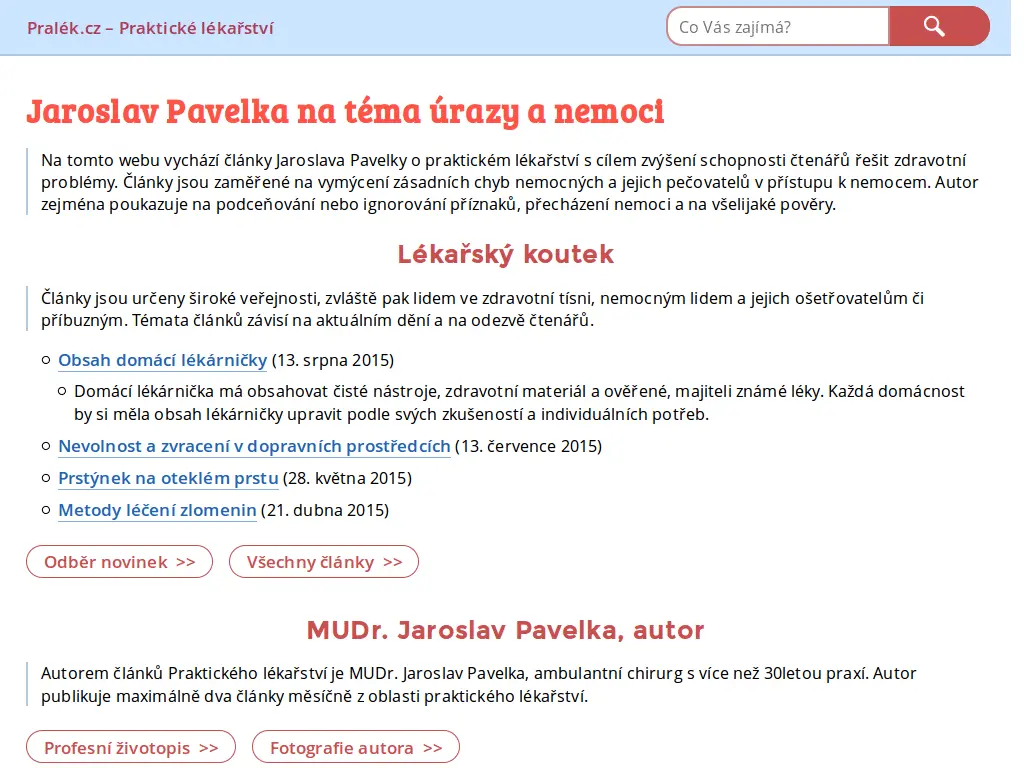 Pralék.cz – Praktické lékařství
Co Vás zajímá?
Jaroslav Pavelka na téma úrazy a nemoci
Na tomto webu vychází články Jaroslava Pavelky o praktickém lékařství s cílem zvýšení schopnosti čtenářů řešit zdravotní
problémy. Články jsou zaměřené na vymýcení zásadních chyb nemocných a jejich pečovatelů v přístupu k nemocem. Autor
zejména poukazuje na podceňování nebo ignorování příznaků, přecházení nemoci a na všelijaké pověry.
Lékařský koutek
Články jsou určeny široké veřejnosti, zvláště pak lidem ve zdravotní tísni, nemocným lidem a jejich ošetřovatelům či
příbuzným. Témata článků závisí na aktuálním dění a na odezvě čtenářů.
Obsah domácí lékárničky (13. srpna 2015)
Domácí lékárnička má obsahovat čisté nástroje, zdravotní materiál a ověřené, majiteli známé léky. Každá domácnost
by si měla obsah lékárničky upravit podle svých zkušeností a individuálních potřeb.
Nevolnost a zvracení v dopravních prostředcích (13. července 2015)
Prstýnek na oteklém prstu (28. května 2015)
Metody léčení zlomenin (21. dubna 2015)
Odběr novinek >> Všechny články >>
MUDr. Jaroslav Pavelka, autor
Autorem článků Praktického lékařství je MUDr. Jaroslav Pavelka, ambulantní chirurg s více než 30letou praxí. Autor
publikuje maximálně dva články měsíčně z oblasti praktického lékařství.
Profesní životopis >> Fotografie autora >>